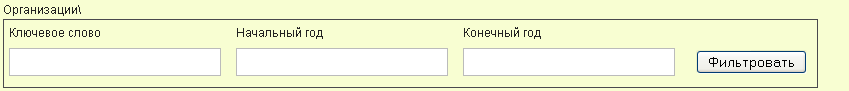 Организации\
Ключевое слово Начальный год Конечный год
Фильтровать